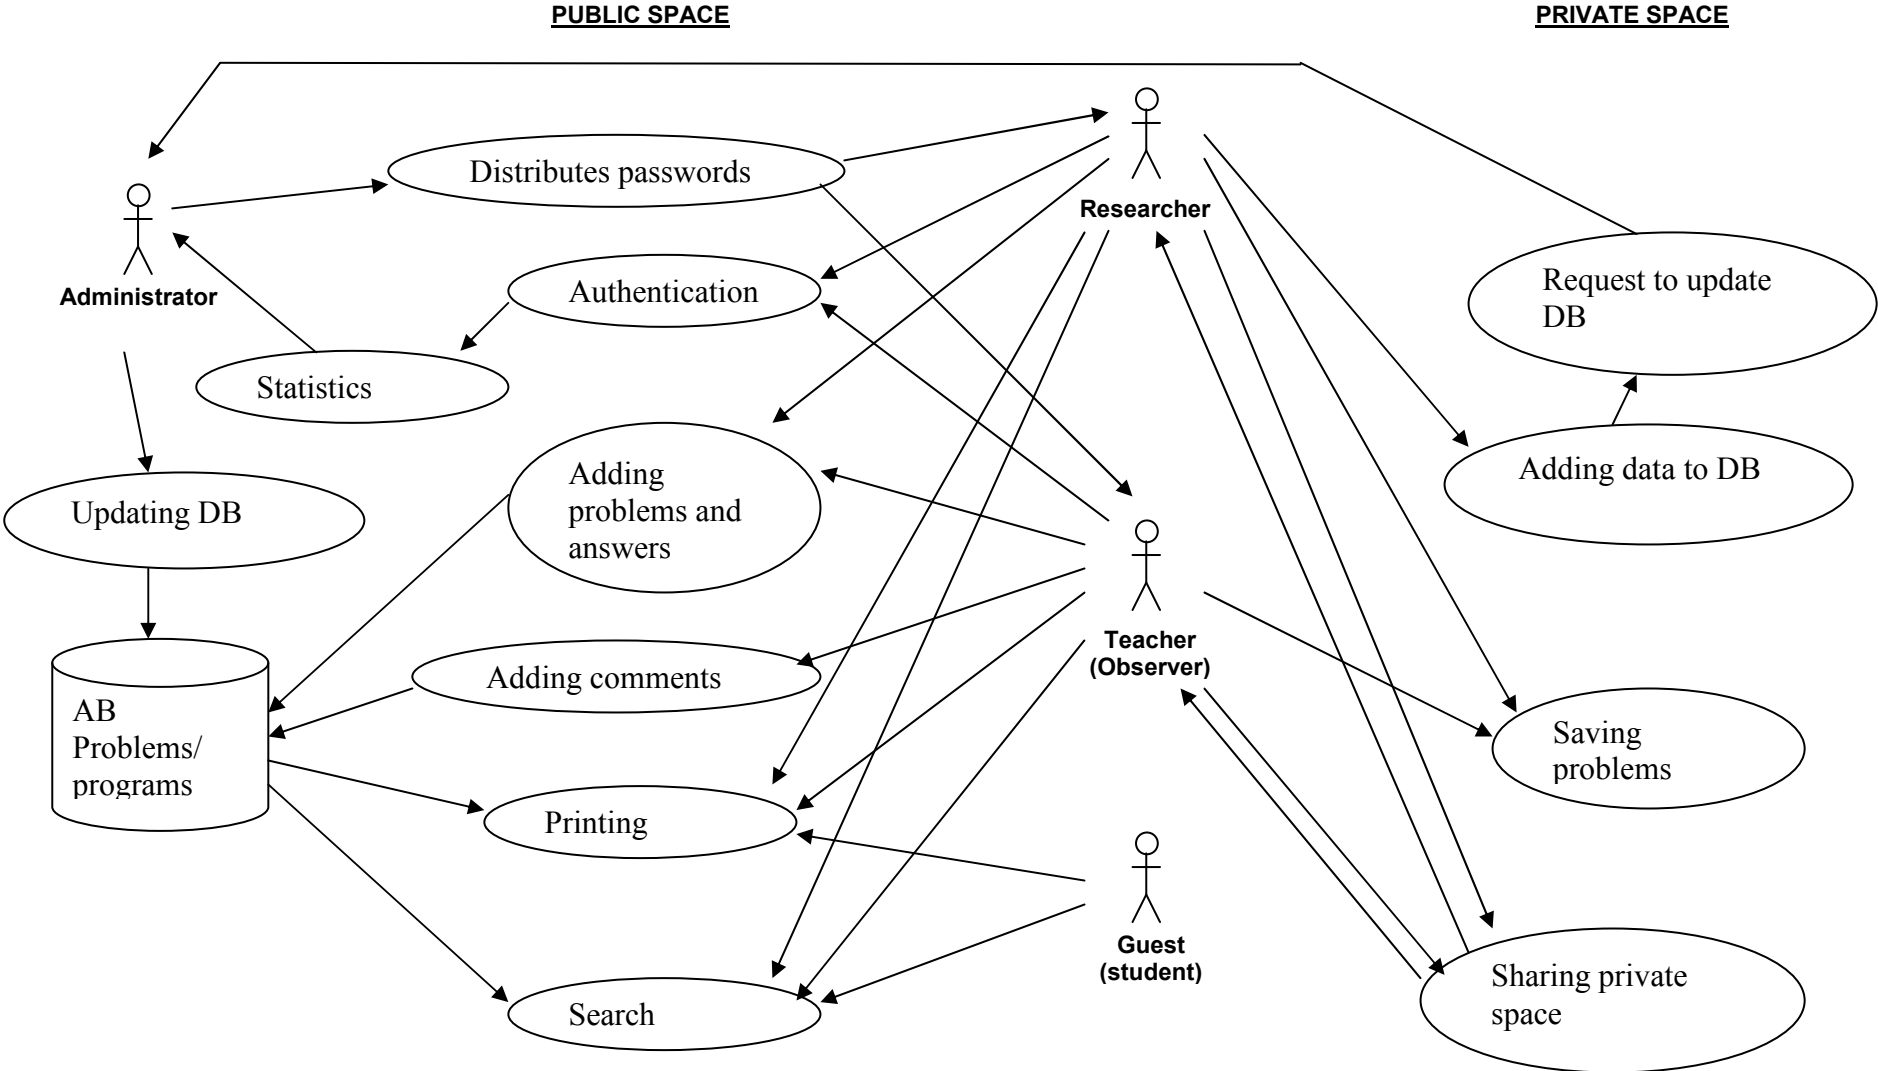 PUBLIC SPACE
PRIVATE SPACE
Distributes passwords
Researcher
Administrator
Authentication
Request to update
DB
Statistics
Adding
problems and
answers
Adding data to DB
Updating DB
Teacher
(Observer)
Adding comments
AB
Problems/
programs
Saving
problems
Printing
Guest
(student)
Search
Sharing private
space